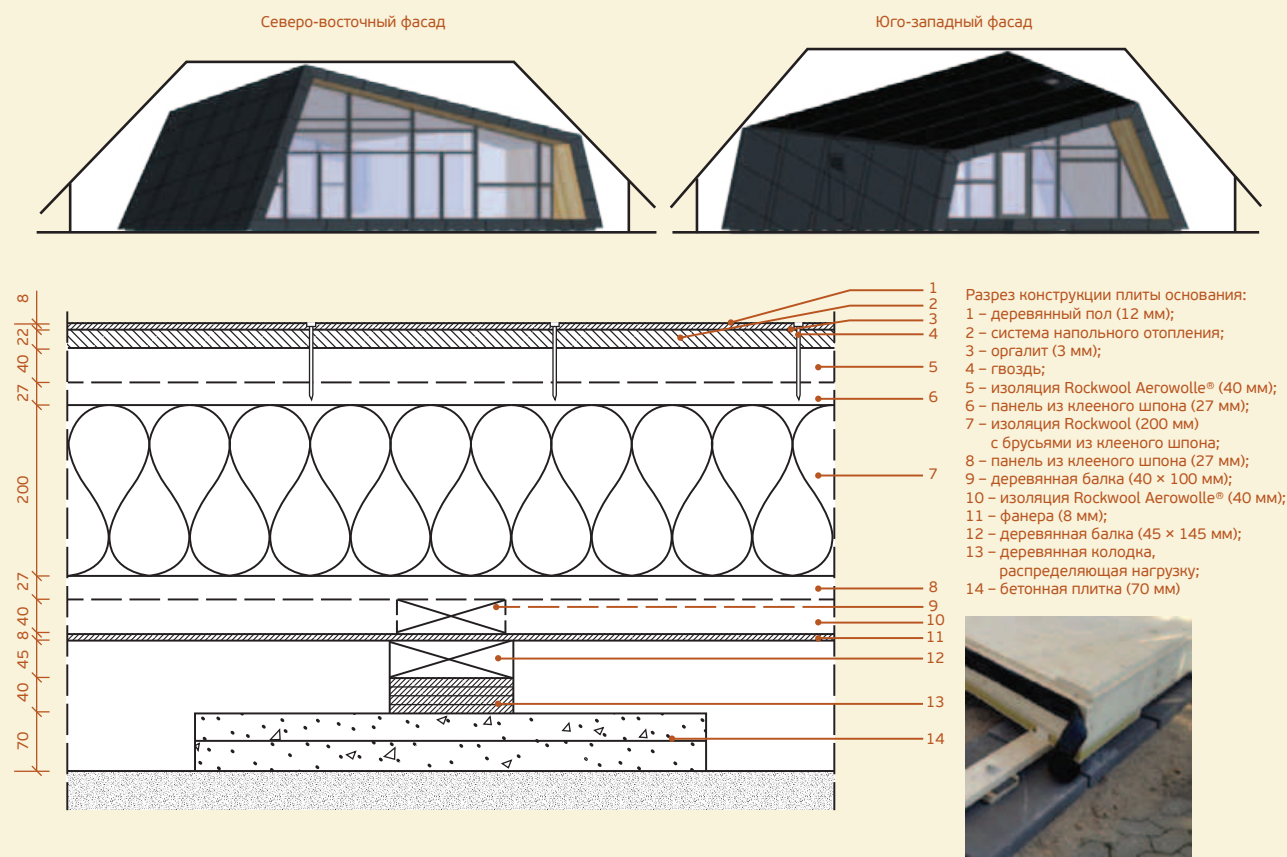 Северо-восточный фасад
Юго-западный фасад
8
22
40
27
200
27
40
8
45
40
70
1
2
3
4
5
6
7
8
9
10
11
12
13
14
Разрез конструкции плиты основания:
1 – деревянный пол (12 мм);
2 – система напольного отопления;
3 – оргалит (3 мм);
4 – гвоздь;
5 – изоляция Rockwool Aerowolle® (40 мм);
6 – панель из клееного шпона (27 мм);
7 – изоляция Rockwool (200 мм)
с брусьями из клееного шпона;
8 – панель из клееного шпона (27 мм);
9 – деревянная балка (40 × 100 мм);
10 – изоляция Rockwool Aerowolle® (40 мм);
11 – фанера (8 мм);
12 – деревянная балка (45 × 145 мм);
13 – деревянная колодка,
распределяющая нагрузку;
14 – бетонная плитка (70 мм)